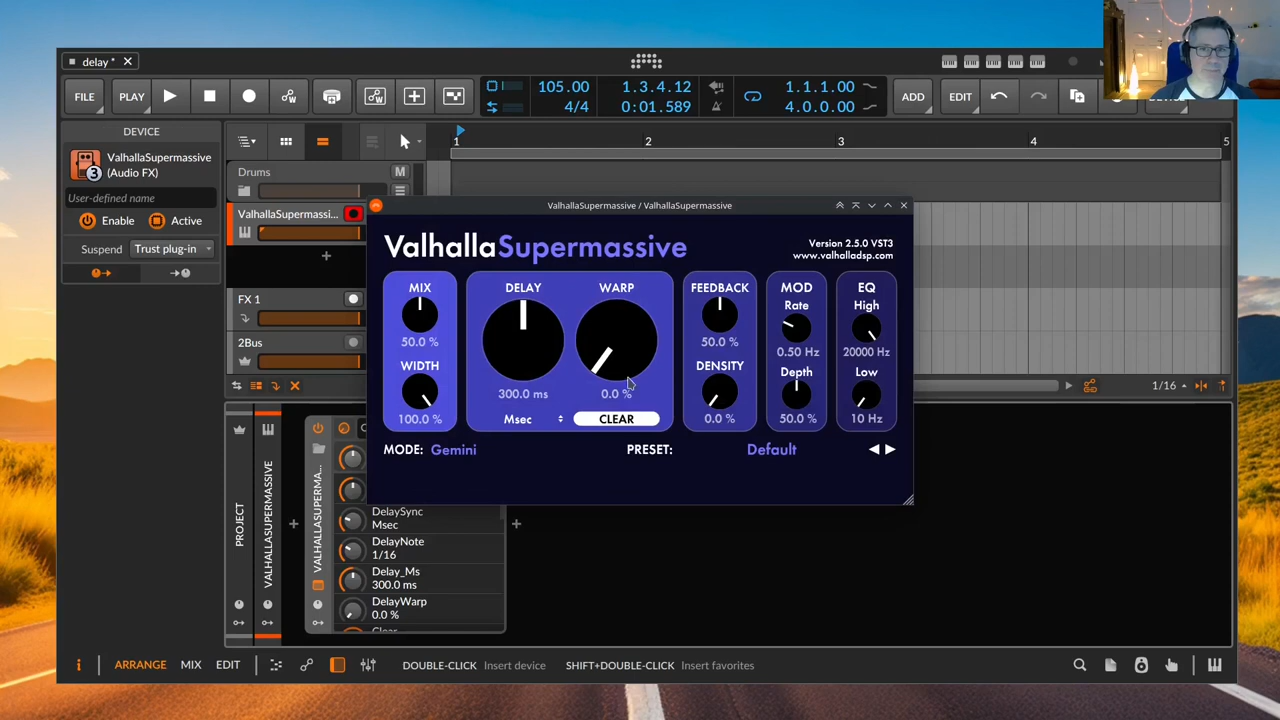 delay *
FILE
PLAY
105.00
4/4
1.3.4.12
0:01.589
1.1.1.00
4.0.0.00
ADD
EDIT
DEVICE
ValhallaSupermassive
(Audio FX)
3
User-defined name
Enable
Active
Suspend
Trust plug-in
1
2
3
4
5
Drums
M
ValhallaSupermassi...
FX 1
2Bus
1/16
ValhallaSupermassive / ValhallaSupermassive
ValhallaSupermassive
Version 2.5.0 VST3
www.valhalladsp.com
MIX
50.0 %
WIDTH
100.0 %
DELAY
300.0 ms
Msec
WARP
0.0 %
CLEAR
FEEDBACK
50.0 %
DENSITY
0.0 %
MOD
Rate
0.50 Hz
Depth
50.0 %
EQ
High
20000 Hz
Low
10 Hz
MODE: Gemini
PRESET: Default
PROJECT
VALHALLASUPERMASSIVE
VALHALLASUPERMA...
DelaySync
Msec
DelayNote
1/16
Delay_Ms
300.0 ms
DelayWarp
0.0 %
i
ARRANGE
MIX
EDIT
DOUBLE-CLICK Insert device
SHIFT+DOUBLE-CLICK Insert favorites